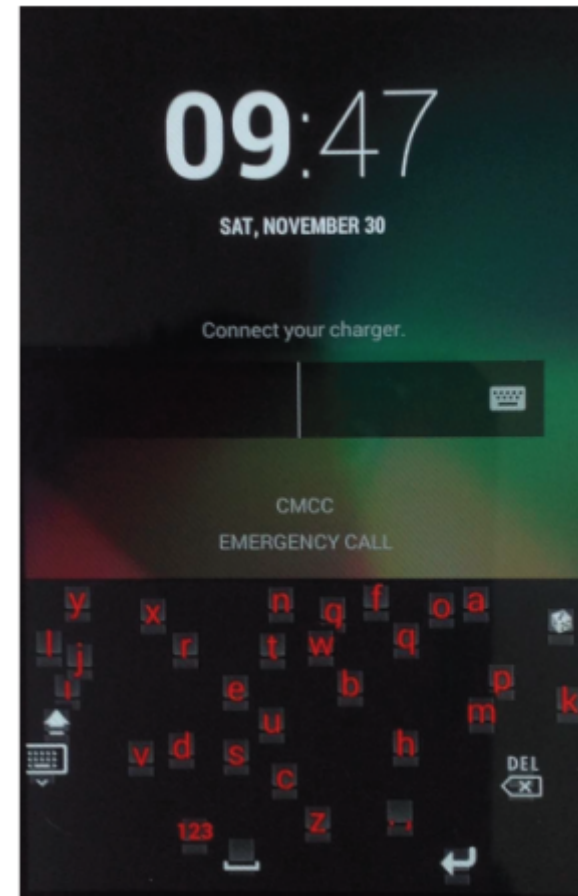 09:47
SAT, NOVEMBER 30
Connect your charger.
CMCC
EMERGENCY CALL
y x n q f o a
l j r t w q
i e b p k
u m
v d s h
DEL
c
123 z . ,